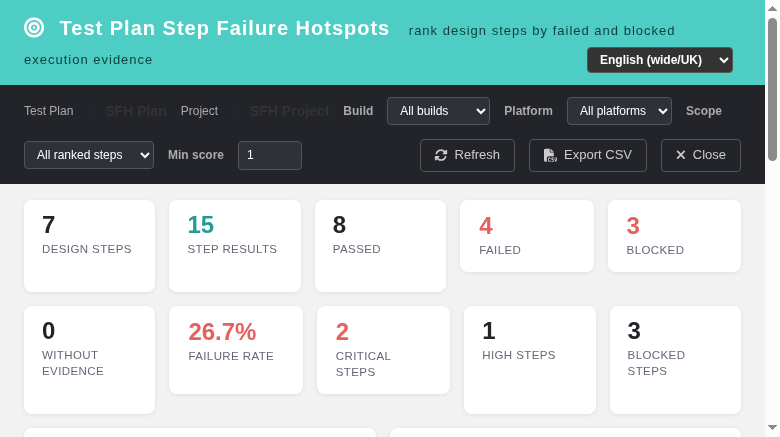 Test Plan Step Failure Hotspots rank design steps by failed and blocked
execution evidence English (wide/UK)
Test Plan : SFH Plan Project : SFH Project Build All builds Platform All platforms Scope
All ranked steps Min score 1 Refresh Export CSV Close
7 15 8 4 3
DESIGN STEPS STEP RESULTS PASSED FAILED BLOCKED
0 26.7% 2 1 3
WITHOUT EVIDENCE FAILURE RATE CRITICAL STEPS HIGH STEPS BLOCKED STEPS